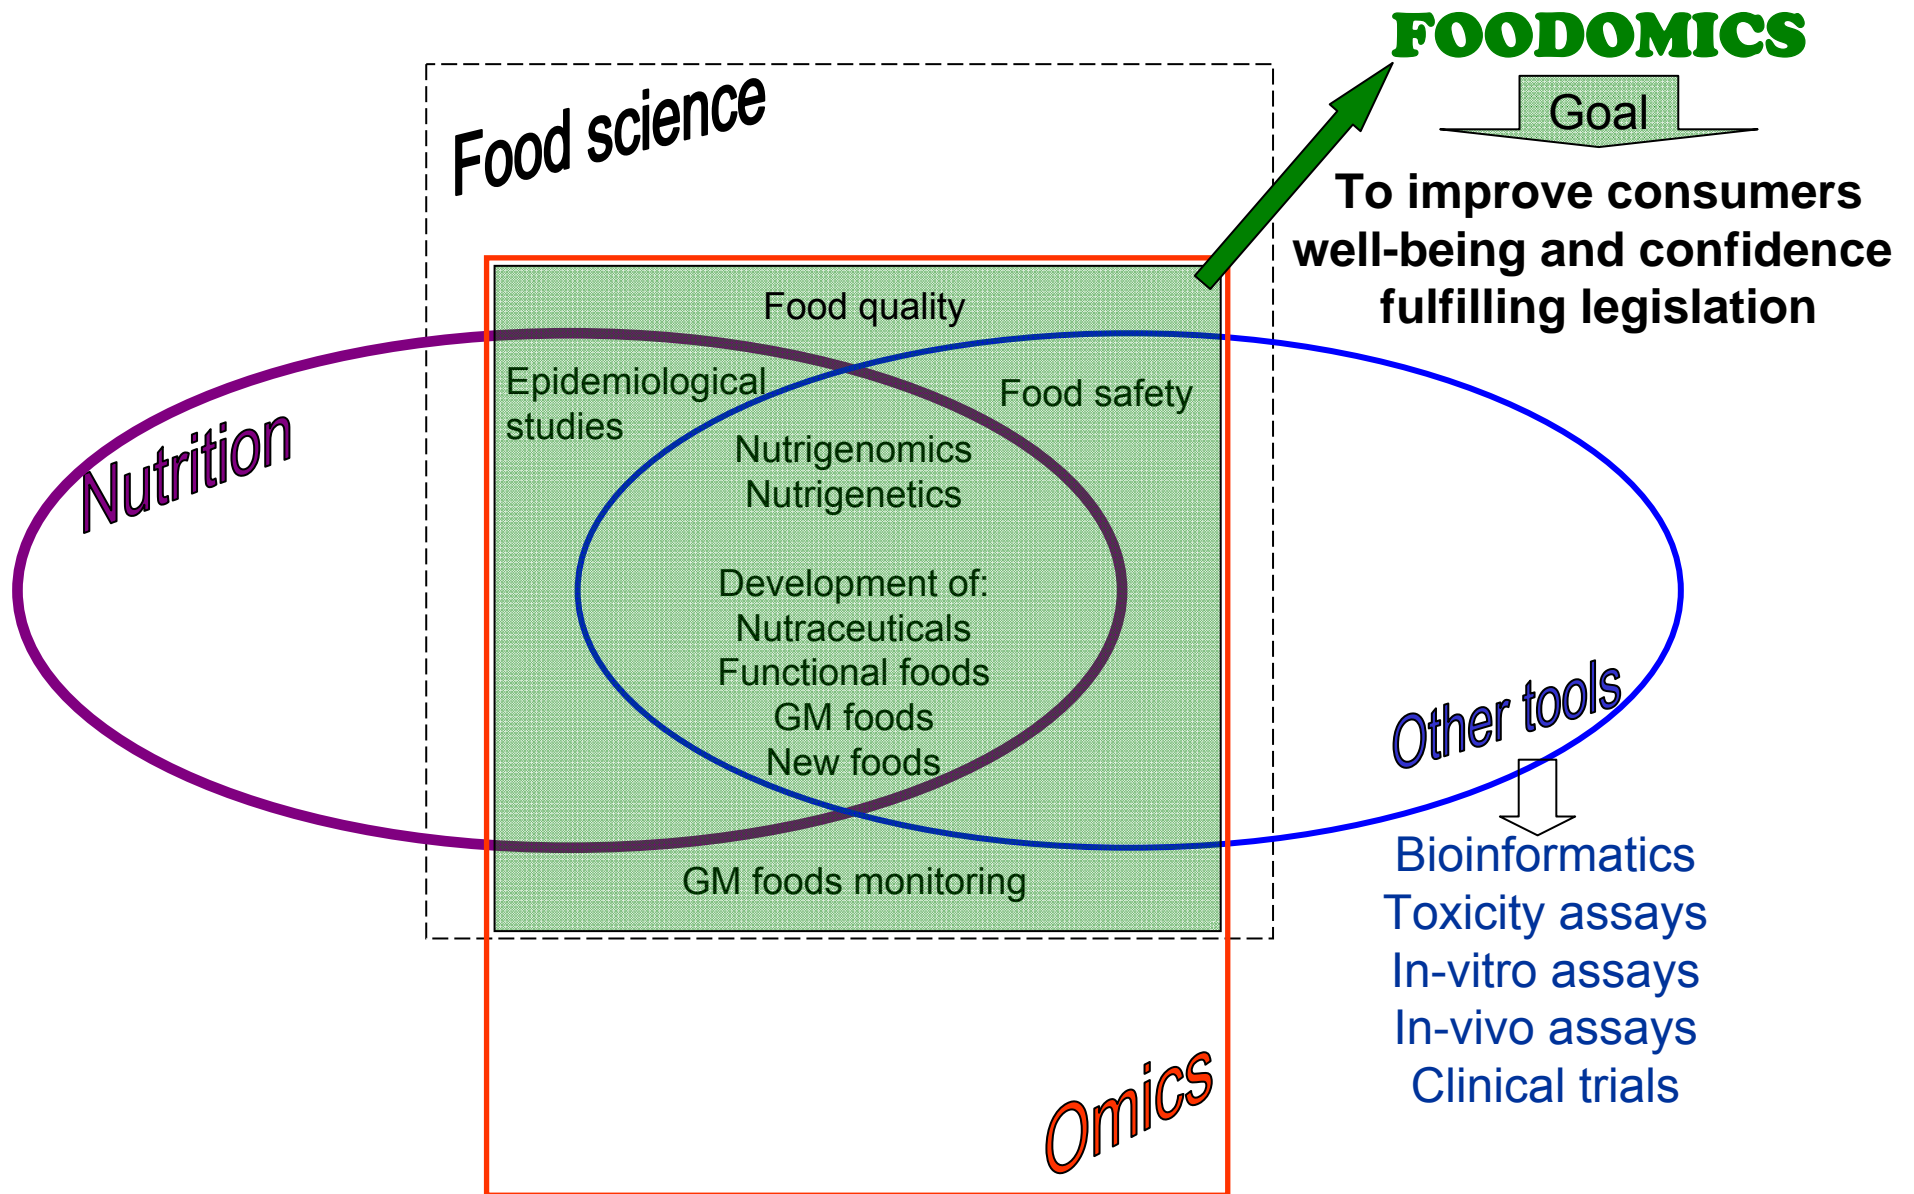 FOODOMICS
Goal
To improve consumers
well-being and confidence
fulfilling legislation
Food science
Food quality
Epidemiological
studies
Food safety
Nutrition
Nutrigenomics
Nutrigenetics
Development of:
Nutraceuticals
Functional foods
GM foods
New foods
GM foods monitoring
Other tools
Bioinformatics
Toxicity assays
In-vitro assays
In-vivo assays
Clinical trials
Omics